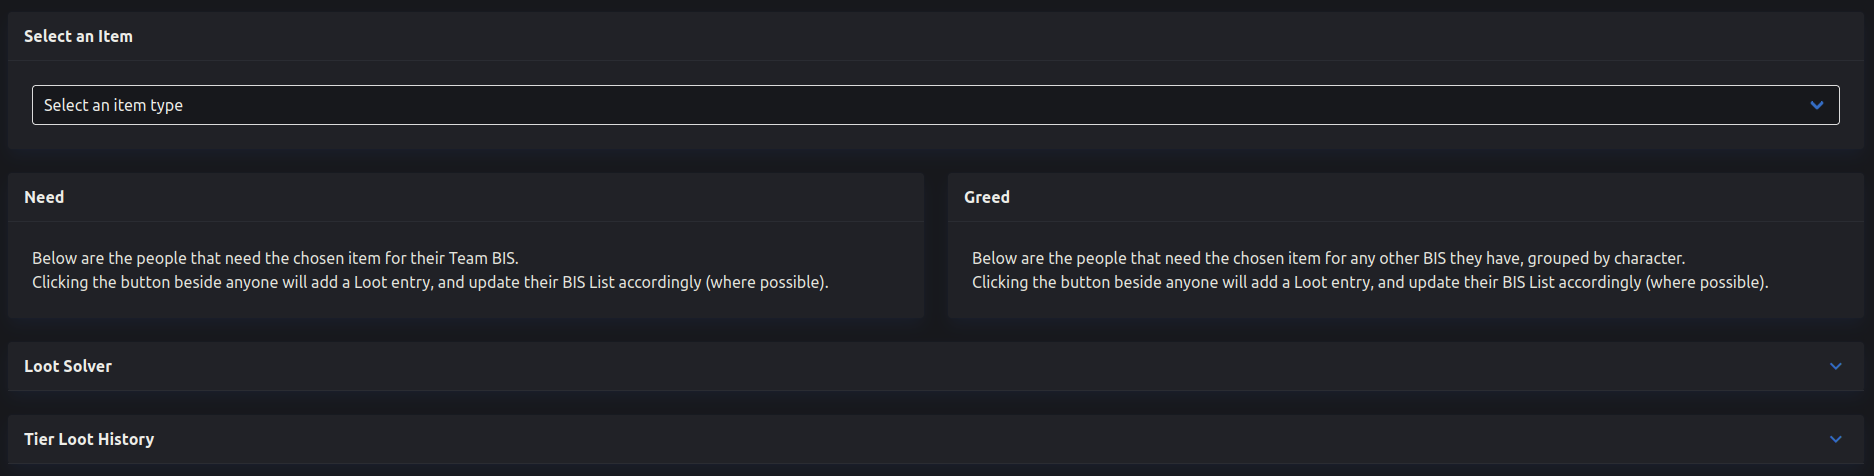 Select an Item
Select an item type
Need
Below are the people that need the chosen item for their Team BIS.
Clicking the button beside anyone will add a Loot entry, and update their BIS List accordingly (where possible).
Greed
Below are the people that need the chosen item for any other BIS they have, grouped by character.
Clicking the button beside anyone will add a Loot entry, and update their BIS List accordingly (where possible).
Loot Solver
Tier Loot History